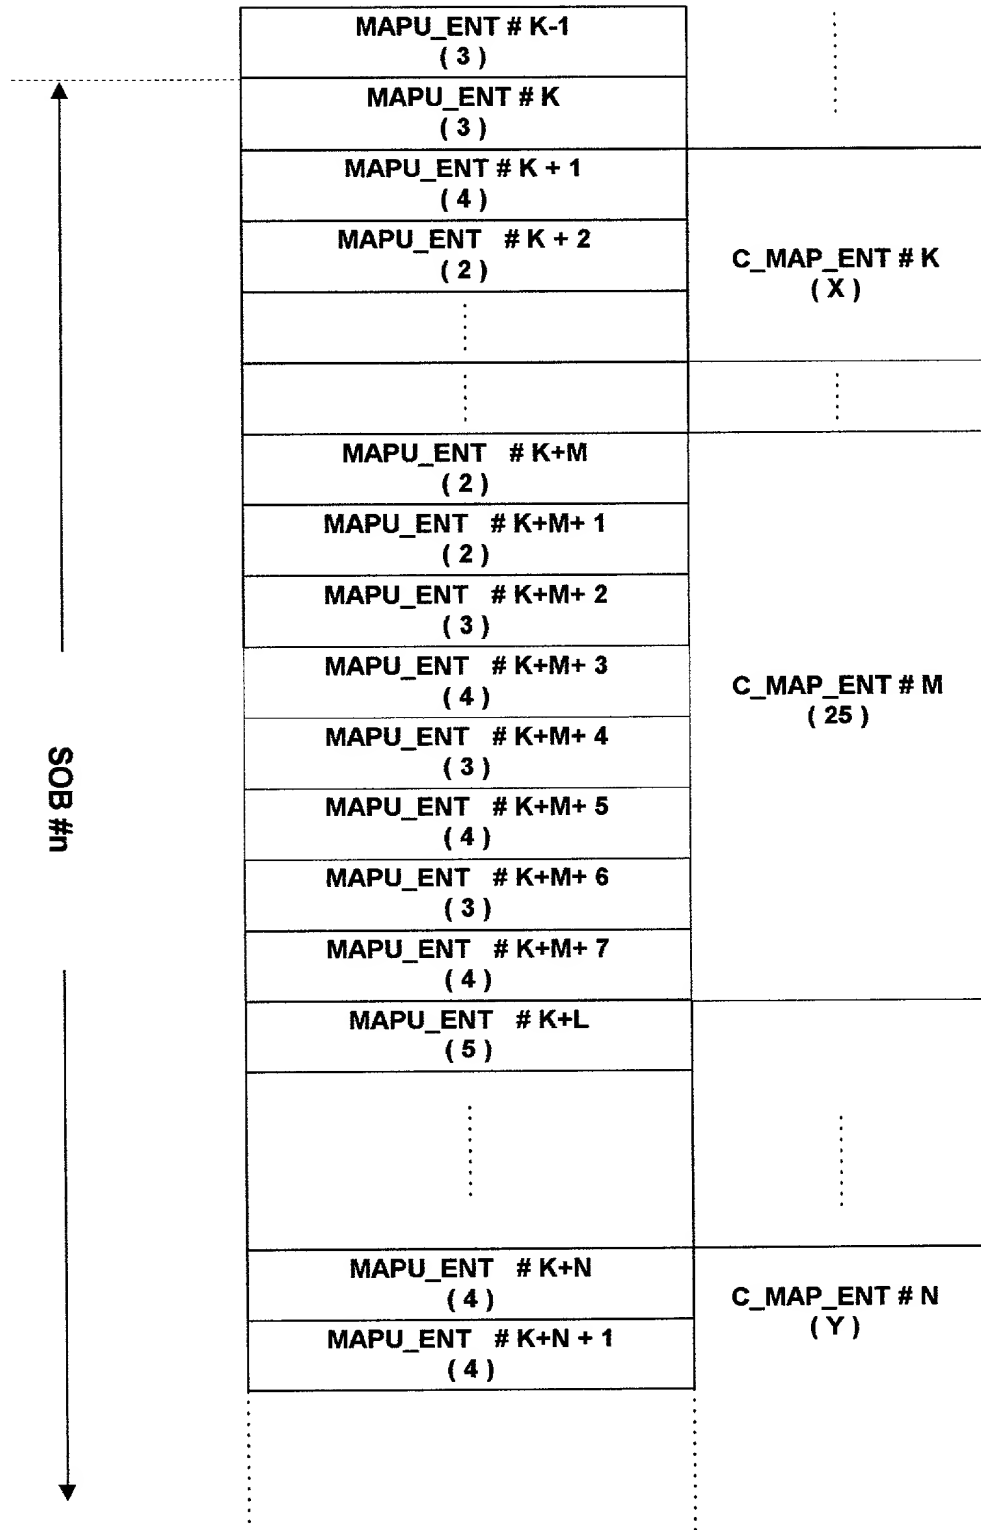 MAPU_ENT # K-1
( 3 )
MAPU_ENT # K
( 3 )
MAPU_ENT # K + 1
( 4 )
MAPU_ENT # K + 2
( 2 )
C_MAP_ENT # K
( X )
MAPU_ENT # K+M
( 2 )
MAPU_ENT # K+M+ 1
( 2 )
MAPU_ENT # K+M+ 2
( 3 )
MAPU_ENT # K+M+ 3
( 4 )
MAPU_ENT # K+M+ 4
( 3 )
MAPU_ENT # K+M+ 5
( 4 )
MAPU_ENT # K+M+ 6
( 3 )
MAPU_ENT # K+M+ 7
( 4 )
C_MAP_ENT # M
( 25 )
SOB #n
MAPU_ENT # K+L
( 5 )
MAPU_ENT # K+N
( 4 )
MAPU_ENT # K+N + 1
( 4 )
C_MAP_ENT # N
( Y )